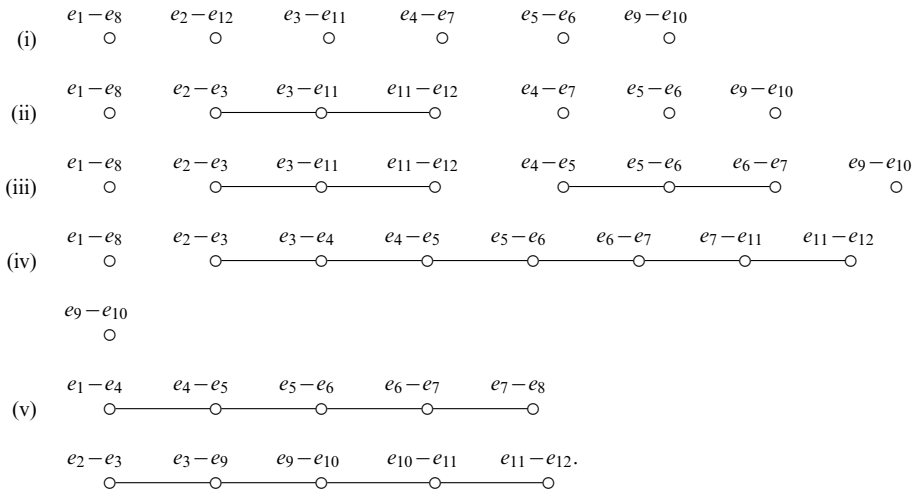 e₁−e₈ e₂−e₁₂ e₃−e₁₁ e₄−e₇ e₅−e₆ e₉−e₁₀
(i)
e₁−e₈ e₂−e₃ e₃−e₁₁ e₁₁−e₁₂ e₄−e₇ e₅−e₆ e₉−e₁₀
(ii)
e₁−e₈ e₂−e₃ e₃−e₁₁ e₁₁−e₁₂ e₄−e₅ e₅−e₆ e₆−e₇ e₉−e₁₀
(iii)
e₁−e₈ e₂−e₃ e₃−e₄ e₄−e₅ e₅−e₆ e₆−e₇ e₇−e₁₁ e₁₁−e₁₂
(iv)
e₉−e₁₀
e₁−e₄ e₄−e₅ e₅−e₆ e₆−e₇ e₇−e₈
(v)
e₂−e₃ e₃−e₉ e₉−e₁₀ e₁₀−e₁₁ e₁₁−e₁₂.